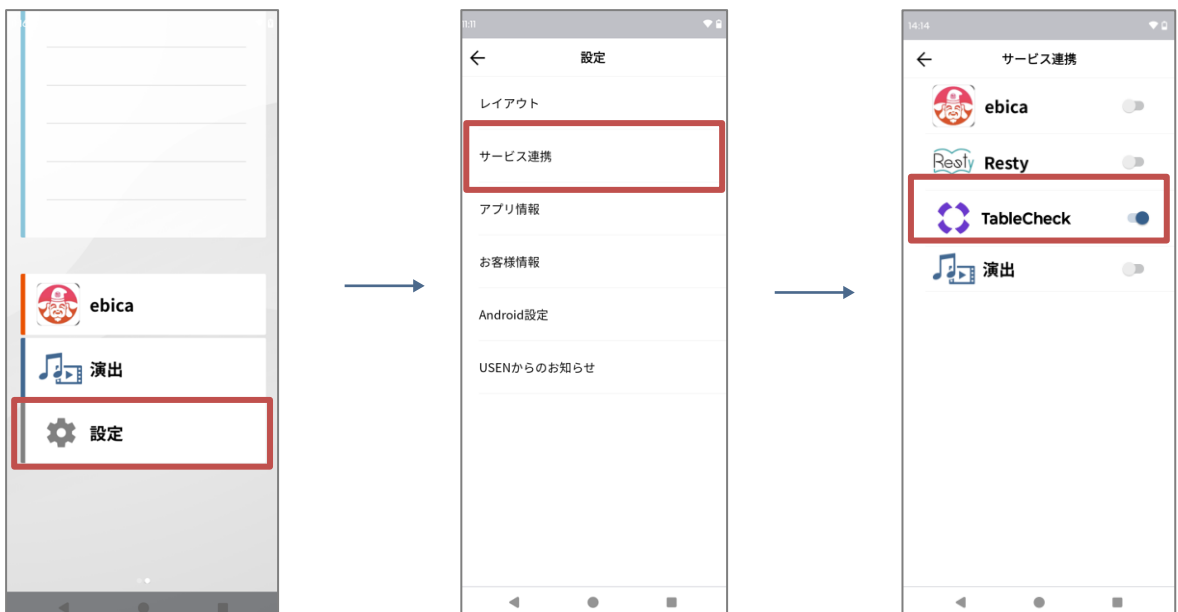 ebica
演出
設定
11:11
設定
レイアウト
サービス連携
アプリ情報
お客様情報
Android設定
USENからのお知らせ
14:14
サービス連携
ebica
Resty Resty
TableCheck
演出